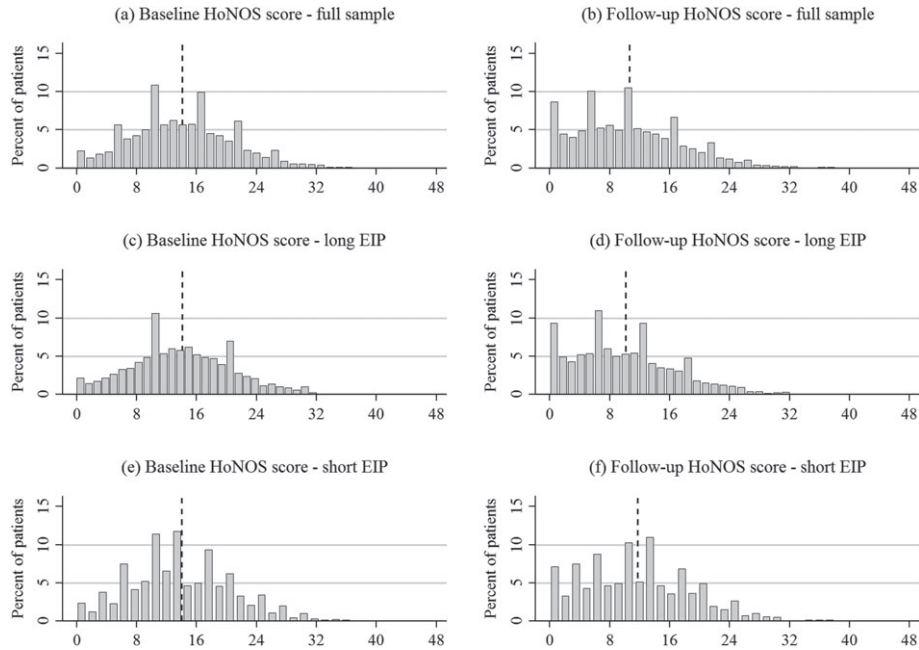 (a) Baseline HoNOS score - full sample
Percent of patients
0 5 10 15
0 8 16 24 32 40 48
(b) Follow-up HoNOS score - full sample
Percent of patients
0 5 10 15
0 8 16 24 32 40 48
(c) Baseline HoNOS score - long EIP
Percent of patients
0 5 10 15
0 8 16 24 32 40 48
(d) Follow-up HoNOS score - long EIP
Percent of patients
0 5 10 15
0 8 16 24 32 40 48
(e) Baseline HoNOS score - short EIP
Percent of patients
0 5 10 15
0 8 16 24 32 40 48
(f) Follow-up HoNOS score - short EIP
Percent of patients
0 5 10 15
0 8 16 24 32 40 48